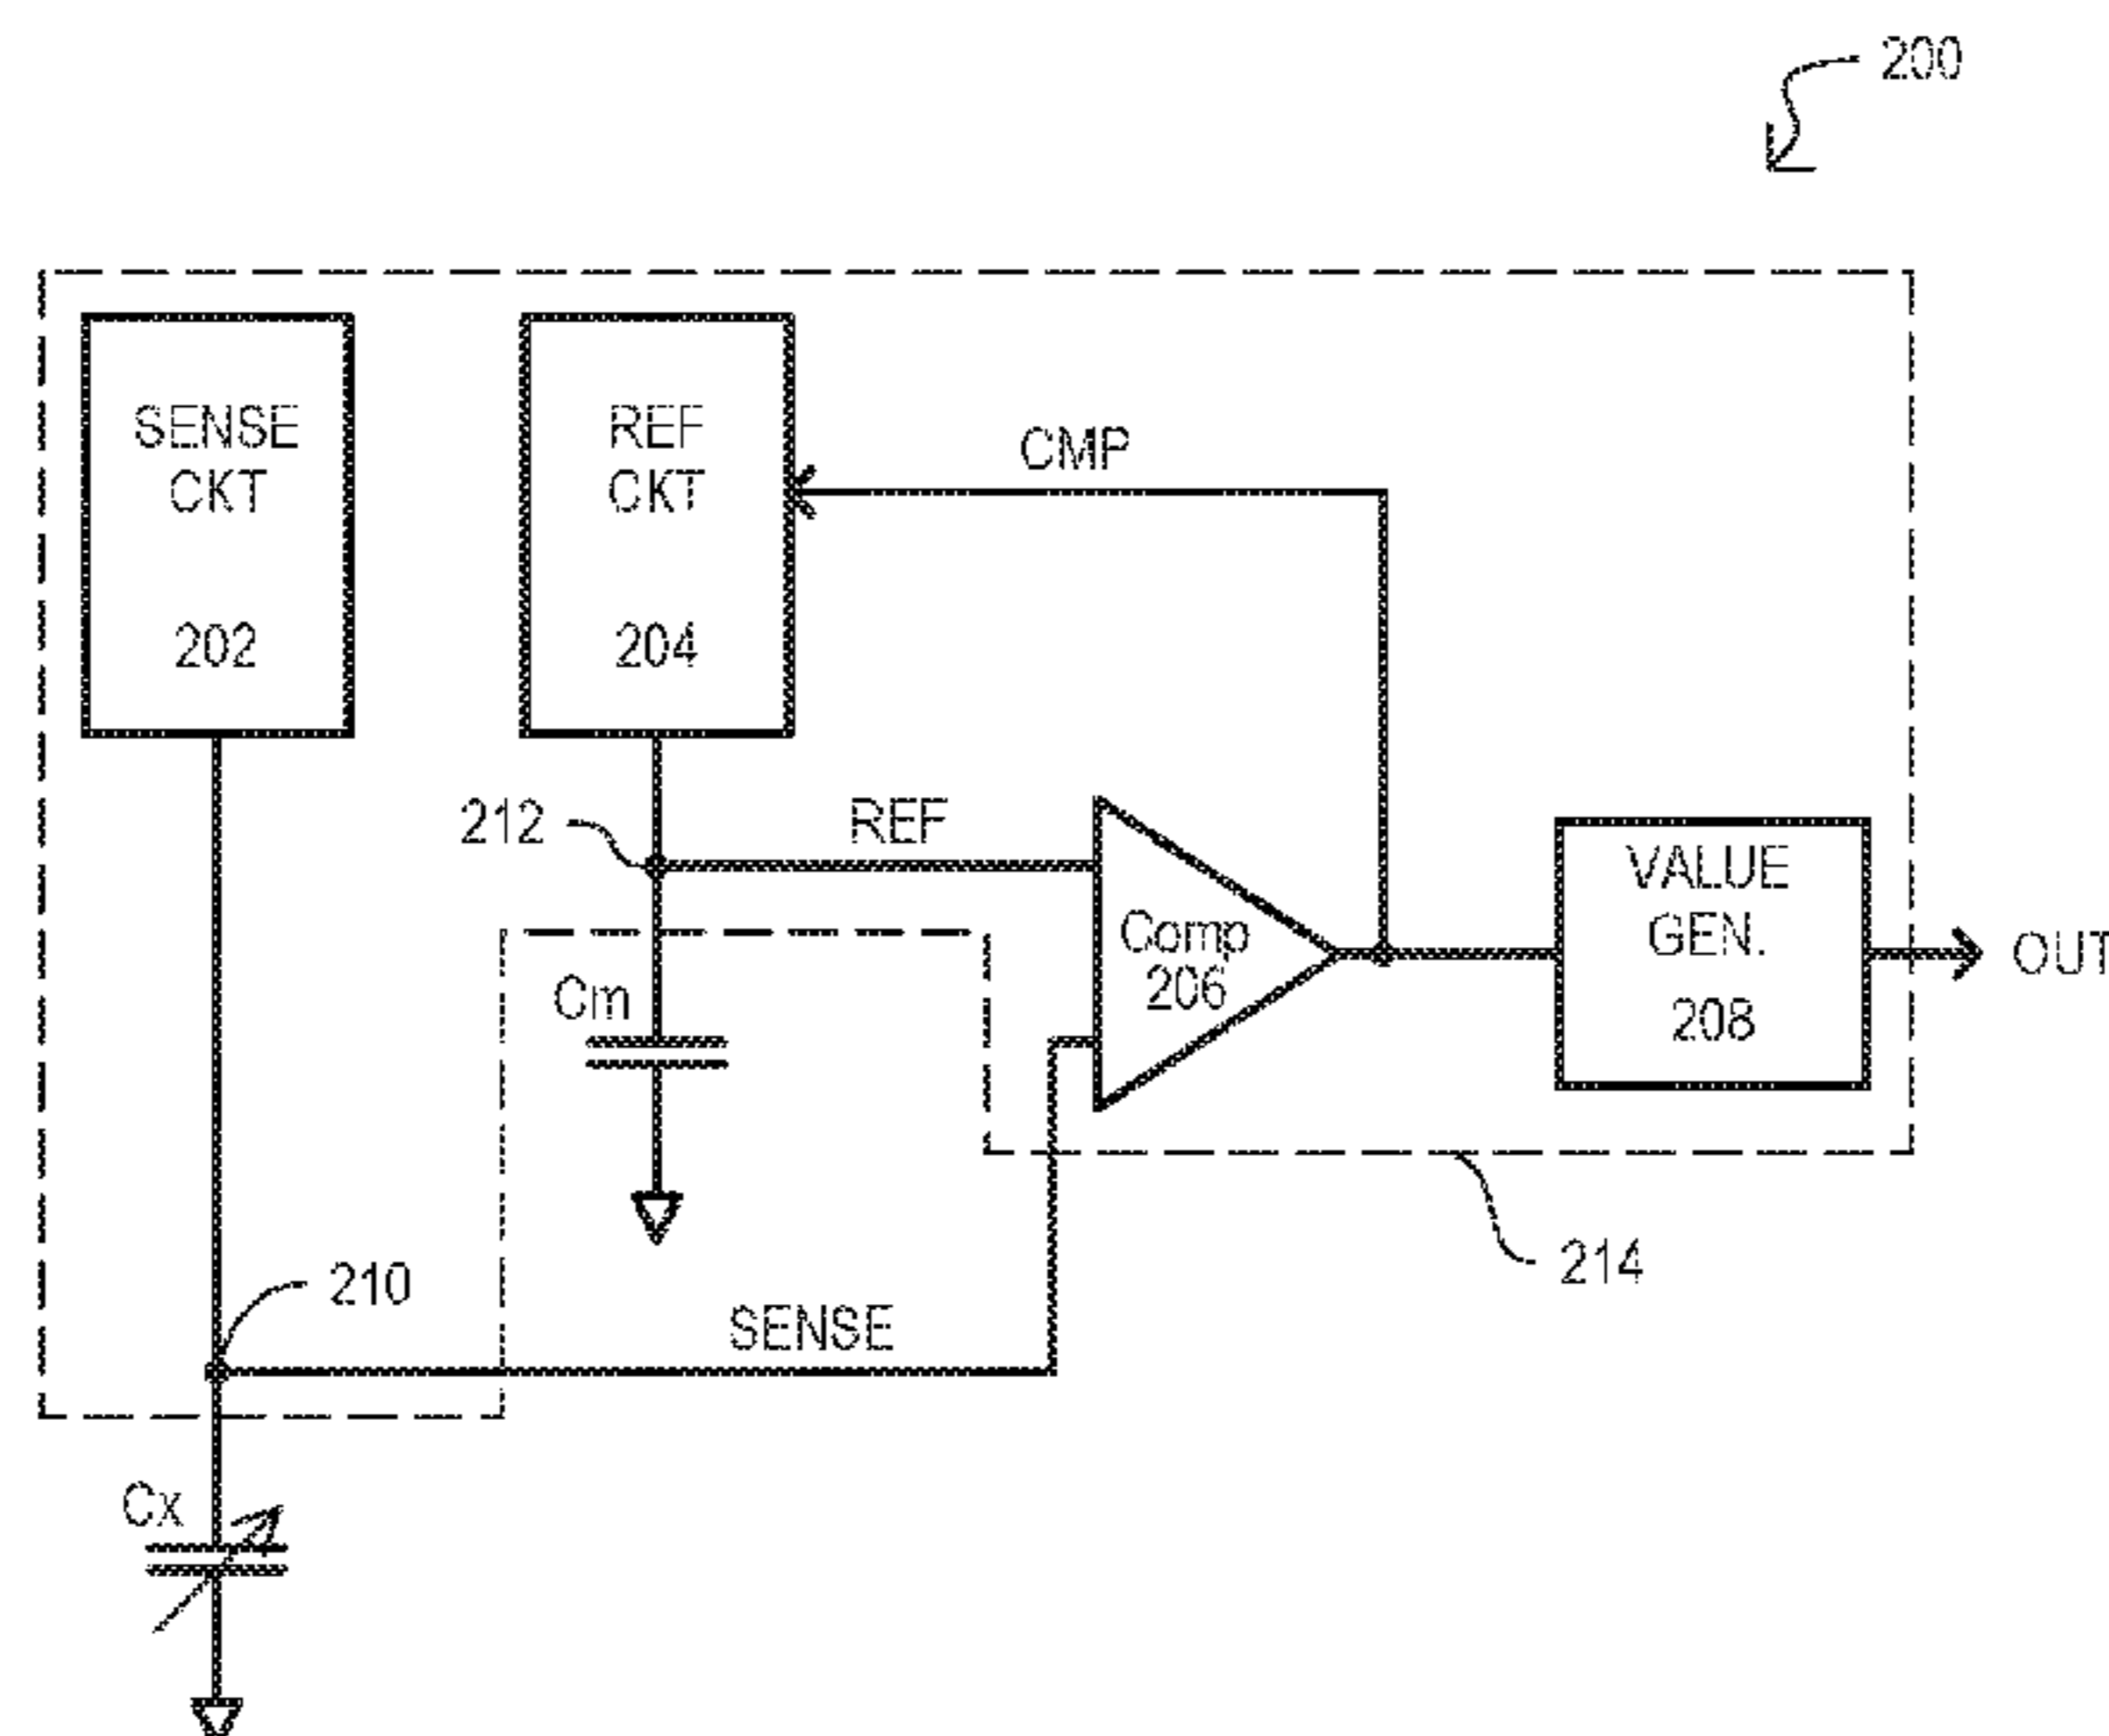 200
SENSE
CKT
202
REF
CKT
204
CMP
212
REF
Comp
206
VALUE
GEN.
208
OUT
Cm
210
SENSE
214
Cx